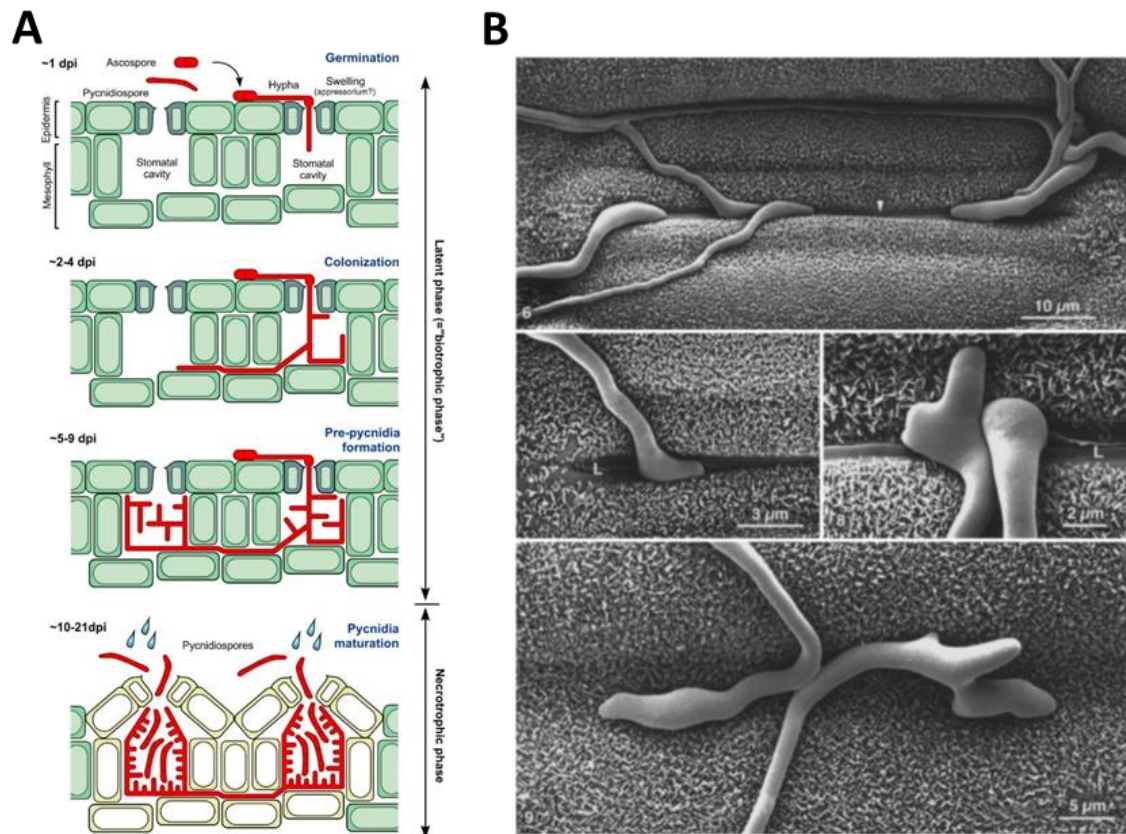 A
~1 dpi
Ascospore
Germination
Pycnidiospore
Hypha
Swelling
(appressorium?)
Epidermis
Mesophyll
Stomatal
cavity
Stomatal
cavity
~2-4 dpi
Colonization
~5-9 dpi
Pre-pycnidia
formation
Latent phase (="biotrophic phase")
~10-21dpi
Pycnidiospores
Pycnidia
maturation
Necrotrophic phase
B
6
10 µm
L
7
3 µm
L
8
2 µm
9
5 µm